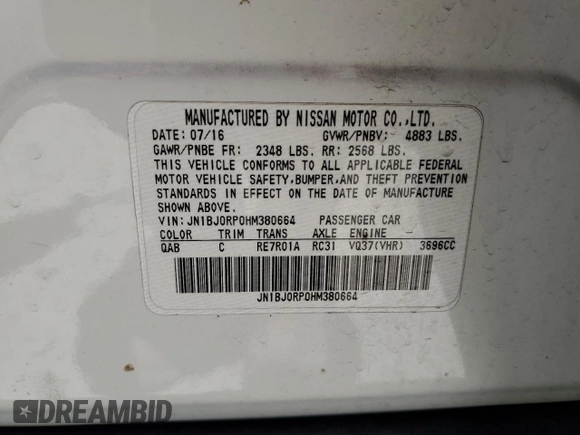 MANUFACTURED BY NISSAN MOTOR CO.,LTD.
DATE: 07/16 GVWR/PNBV: 4883 LBS.
GAWR/PNBE FR: 2348 LBS. RR: 2568 LBS.
THIS VEHICLE CONFORMS TO ALL APPLICABLE FEDERAL
MOTOR VEHICLE SAFETY, BUMPER, AND THEFT PREVENTION
STANDARDS IN EFFECT ON THE DATE OF MANUFACTURE
SHOWN ABOVE.
VIN: JN1BJ0RP0HM380664 PASSENGER CAR
COLOR TRIM TRANS AXLE ENGINE
QAB C RE7R01A RC31 VQ37(VHR) 3696CC
JN1BJ0RP0HM380664
DREAMBID